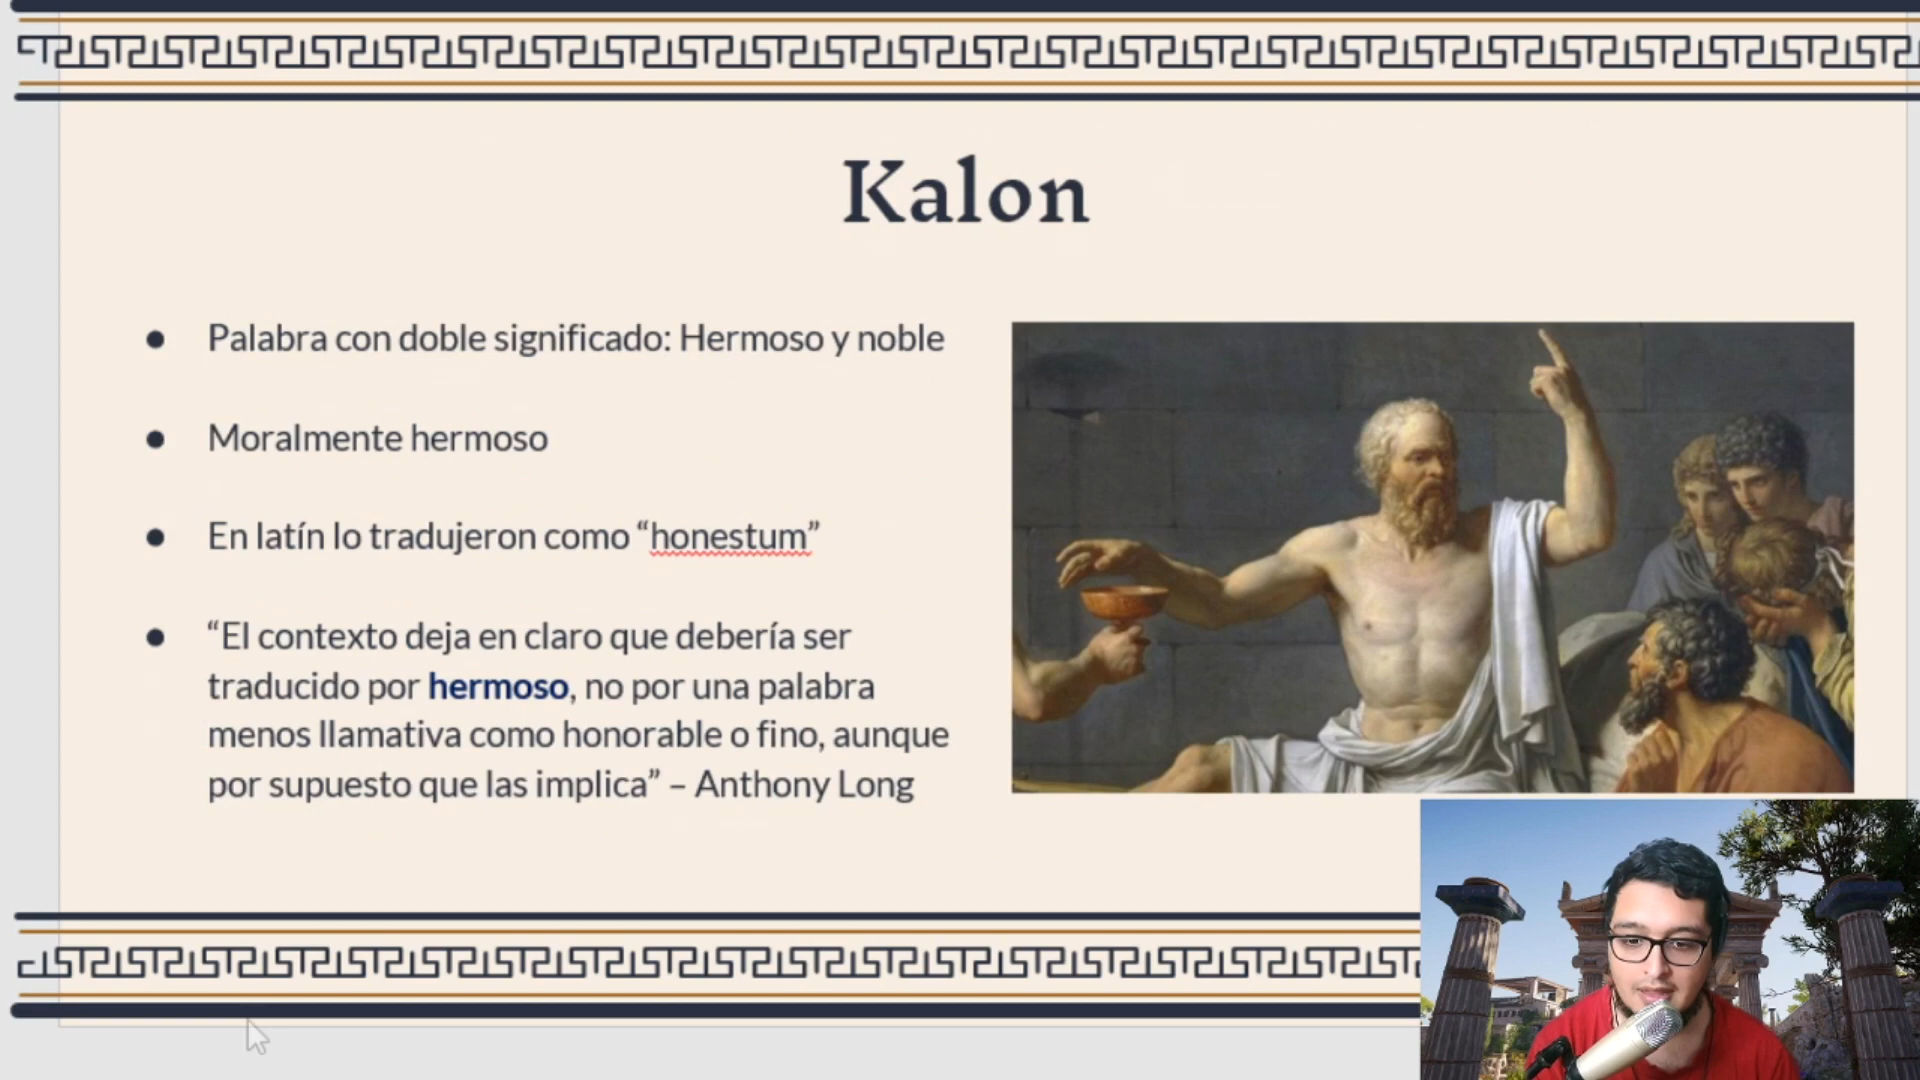 Kalon
● Palabra con doble significado: Hermoso y noble
● Moralmente hermoso
● En latín lo tradujeron como “honestum”
● “El contexto deja en claro que debería ser
traducido por hermoso, no por una palabra
menos llamativa como honorable o fino, aunque
por supuesto que las implica” – Anthony Long